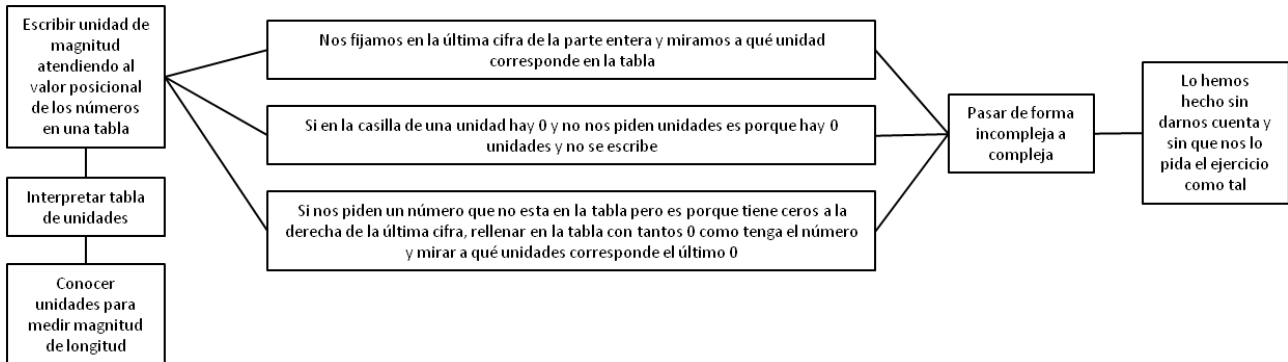 Escribir unidad de
magnitud
atendiendo al
valor posicional
de los números
en una tabla
Interpretar tabla
de unidades
Conocer
unidades para
medir magnitud
de longitud
Nos fijamos en la última cifra de la parte entera y miramos a qué unidad
corresponde en la tabla
Si en la casilla de una unidad hay 0 y no nos piden unidades es porque hay 0
unidades y no se escribe
Si nos piden un número que no esta en la tabla pero es porque tiene ceros a la
derecha de la última cifra, rellenar en la tabla con tantos 0 como tenga el número
y mirar a qué unidades corresponde el último 0
Pasar de forma
incompleja a
compleja
Lo hemos
hecho sin
darnos cuenta y
sin que nos lo
pida el ejercicio
como tal